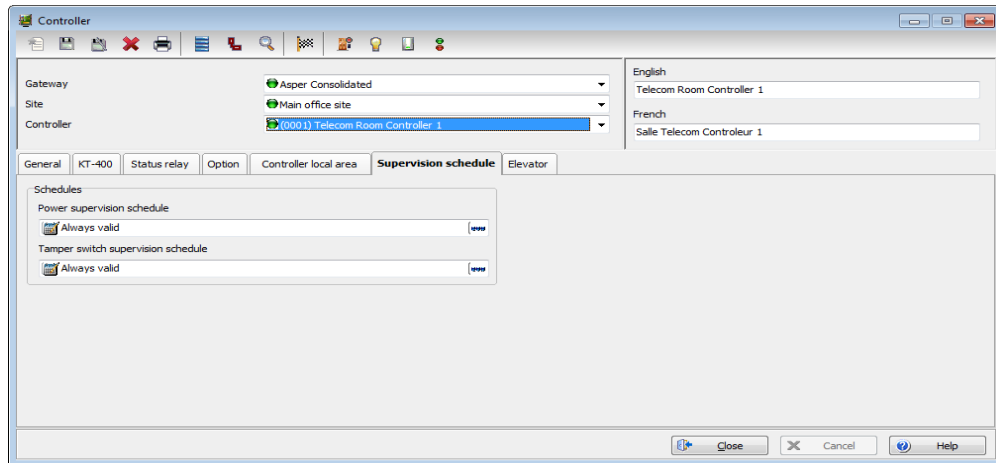 Controller
Gateway
Asper Consolidated
Site
Main office site
Controller
(0001) Telecom Room Controller 1
English
Telecom Room Controller 1
French
Salle Telecom Controleur 1
General KT-400 Status relay Option Controller local area Supervision schedule Elevator
Schedules
Power supervision schedule
Always valid
Tamper switch supervision schedule
Always valid
Close Cancel Help